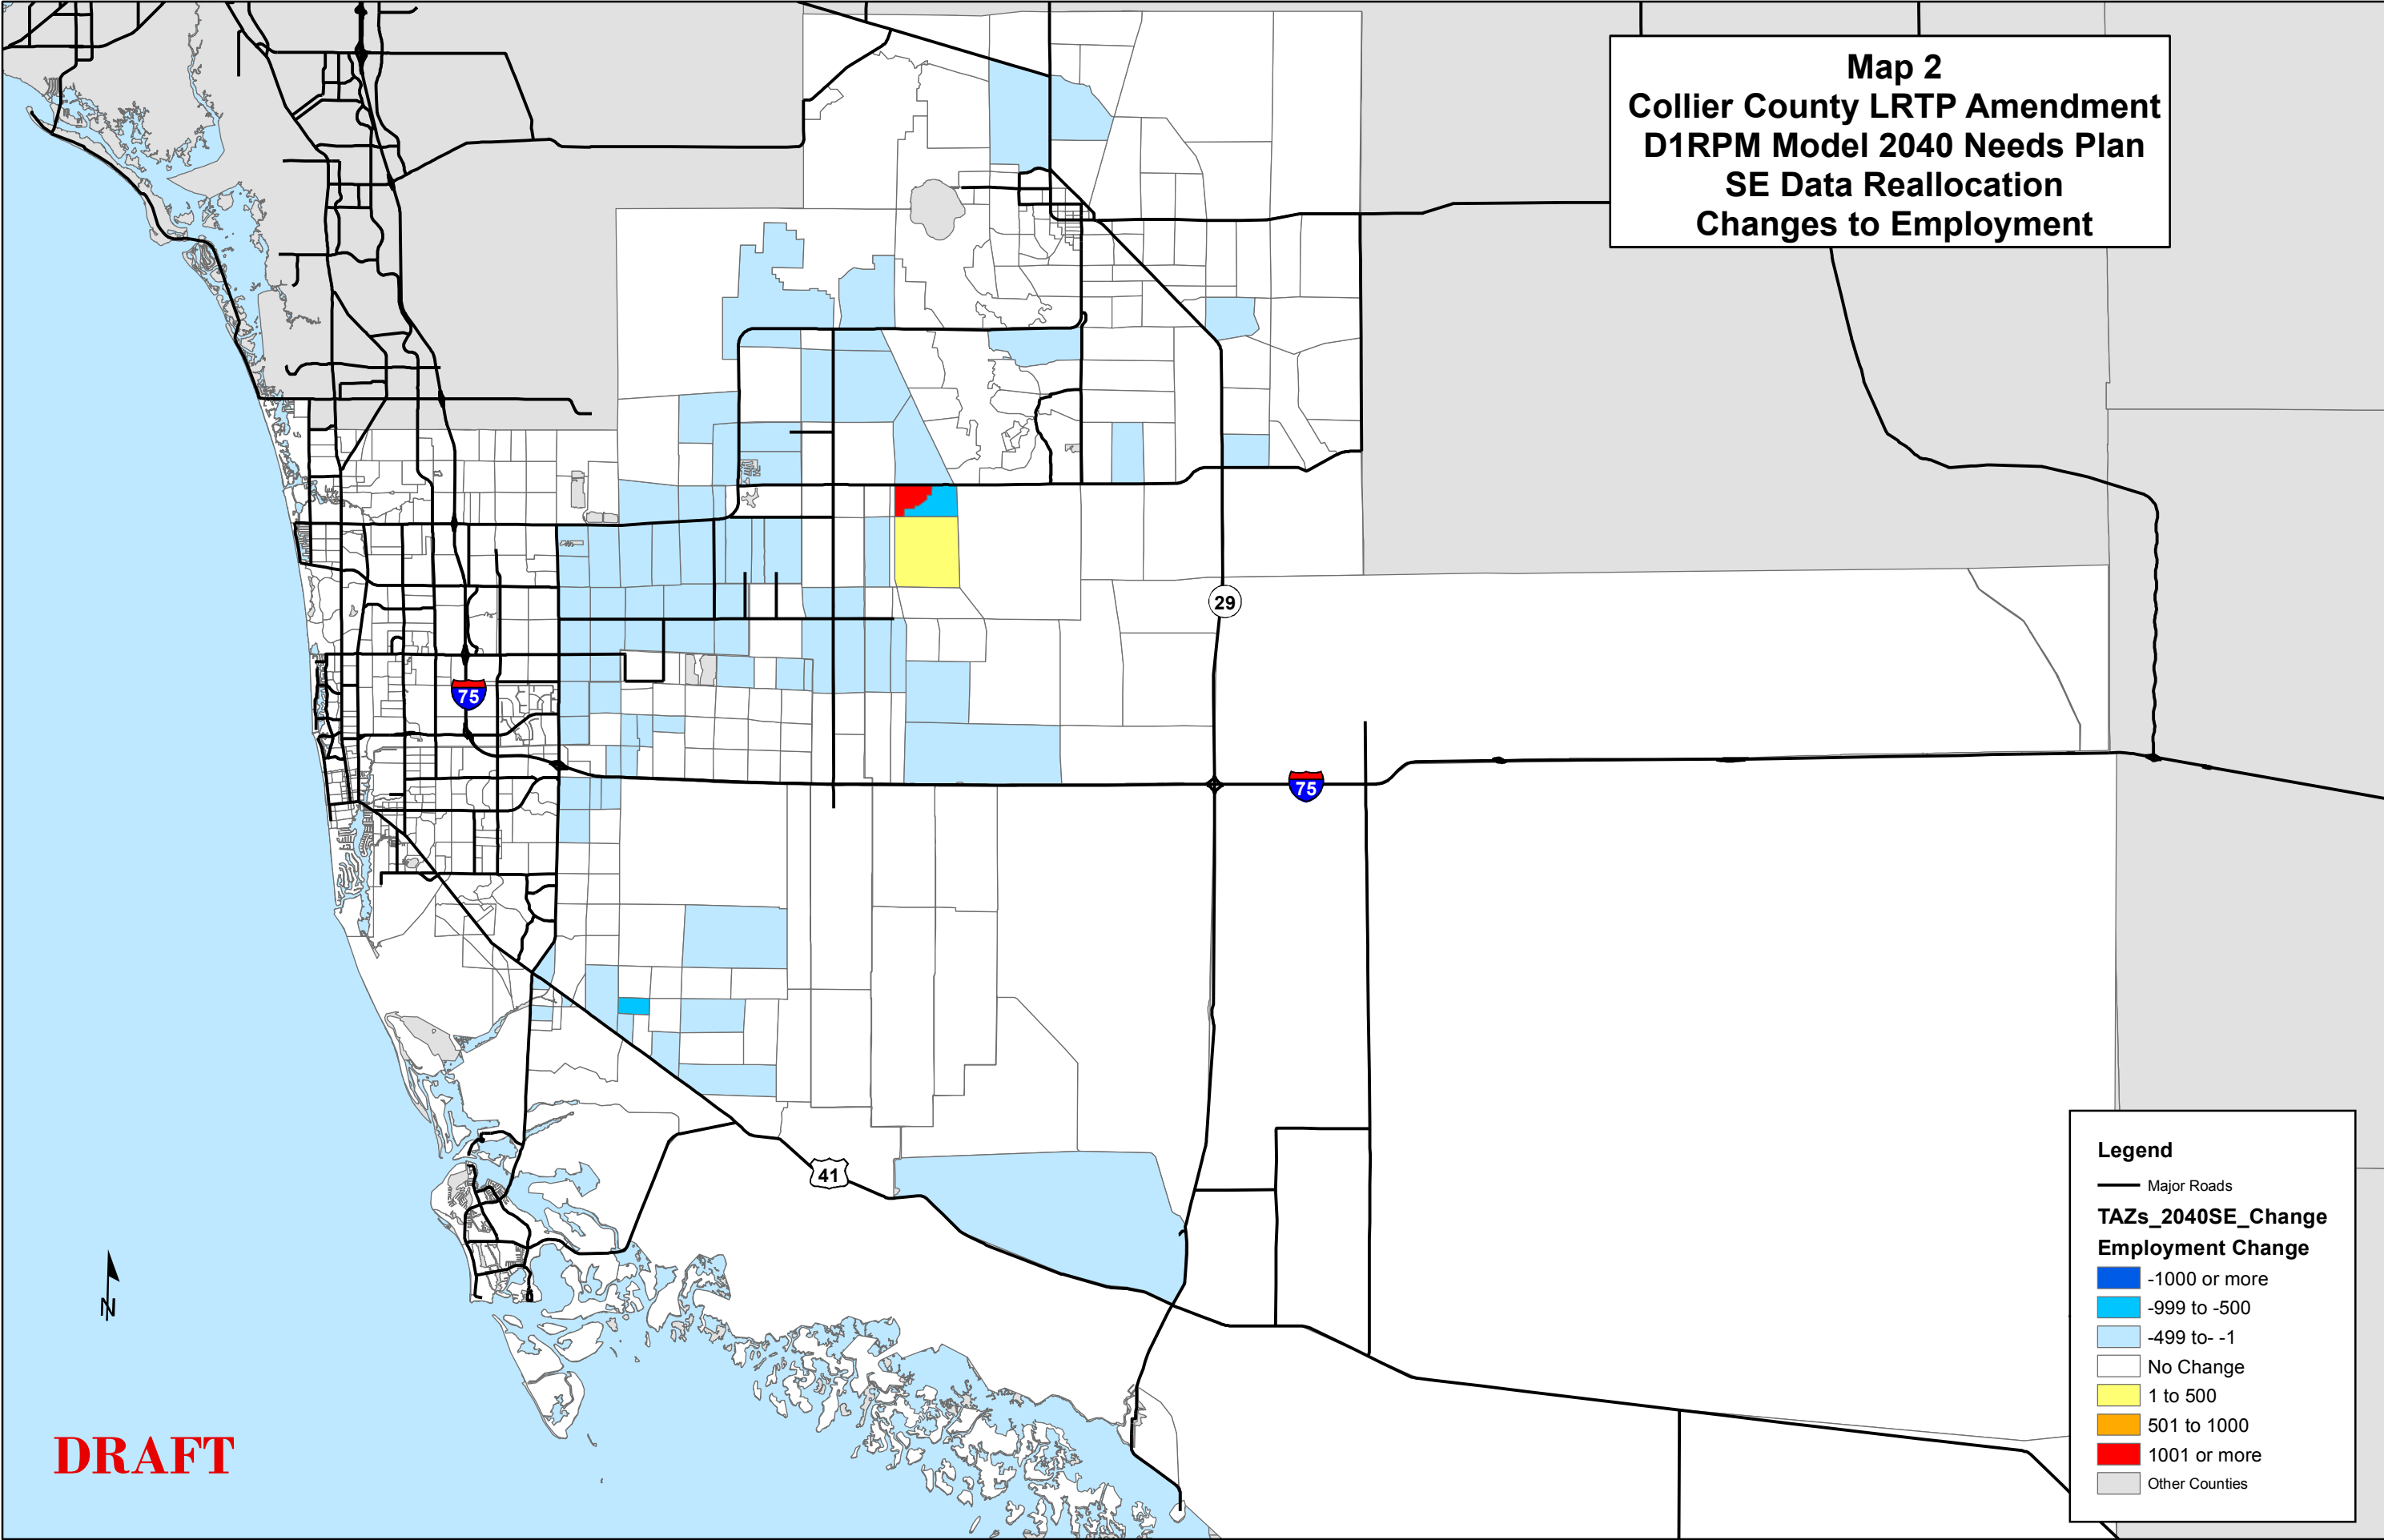 Map 2
Collier County LRTP Amendment
D1RPM Model 2040 Needs Plan
SE Data Reallocation
Changes to Employment
29
75
75
41
N
DRAFT
Legend
Major Roads
TAZs_2040SE_Change
Employment Change
-1000 or more
-999 to -500
-499 to- -1
No Change
1 to 500
501 to 1000
1001 or more
Other Counties